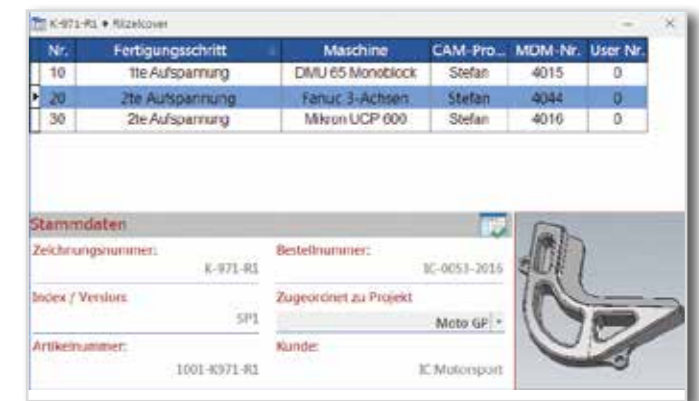 K-971-R1 ♦ Ritzelcover
Nr. Fertigungsschritt Maschine CAM-Pro... MDM-Nr. User Nr.
10 1te Aufspannung DMU 65 Monoblock Stefan 4015 0
20 2te Aufspannung Fanuc 3-Achsen Stefan 4044 0
30 2te Aufspannung Mikron UCP 600 Stefan 4016 0
Stammdaten
Zeichnungsnummer: Bestellnummer:
K-971-R1 IC-0053-2016
Index / Version: Zugeordnet zu Projekt
SP1 Moto GP
Artikelnummer: Kunde:
1001-K971-R1 IC Motorsport